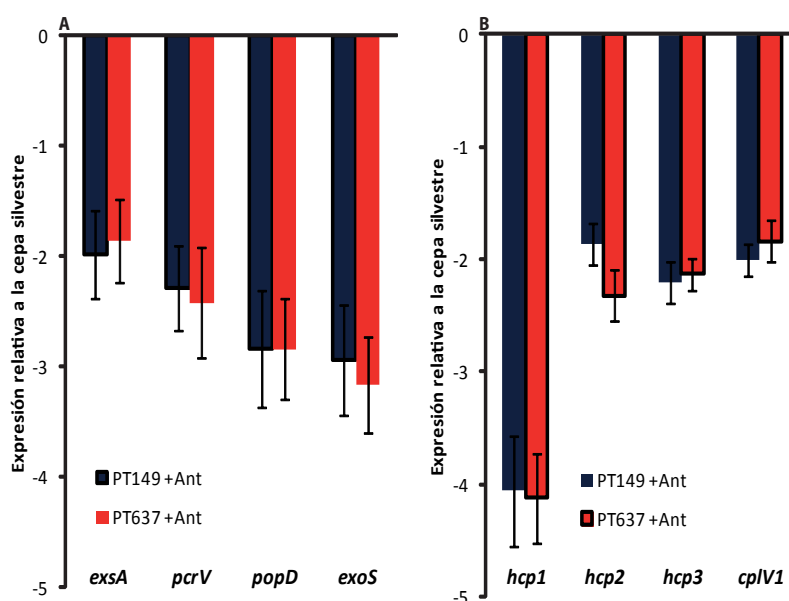 A
Expresión relativa a la cepa silvestre
0
-1
-2
-3
-4
-5
PT149 +Ant
PT637 +Ant
exsA pcrV popD exoS
B
Expresión relativa a la cepa silvestre
0
-1
-2
-3
-4
-5
PT149 +Ant
PT637 +Ant
hcp1 hcp2 hcp3 cplV1